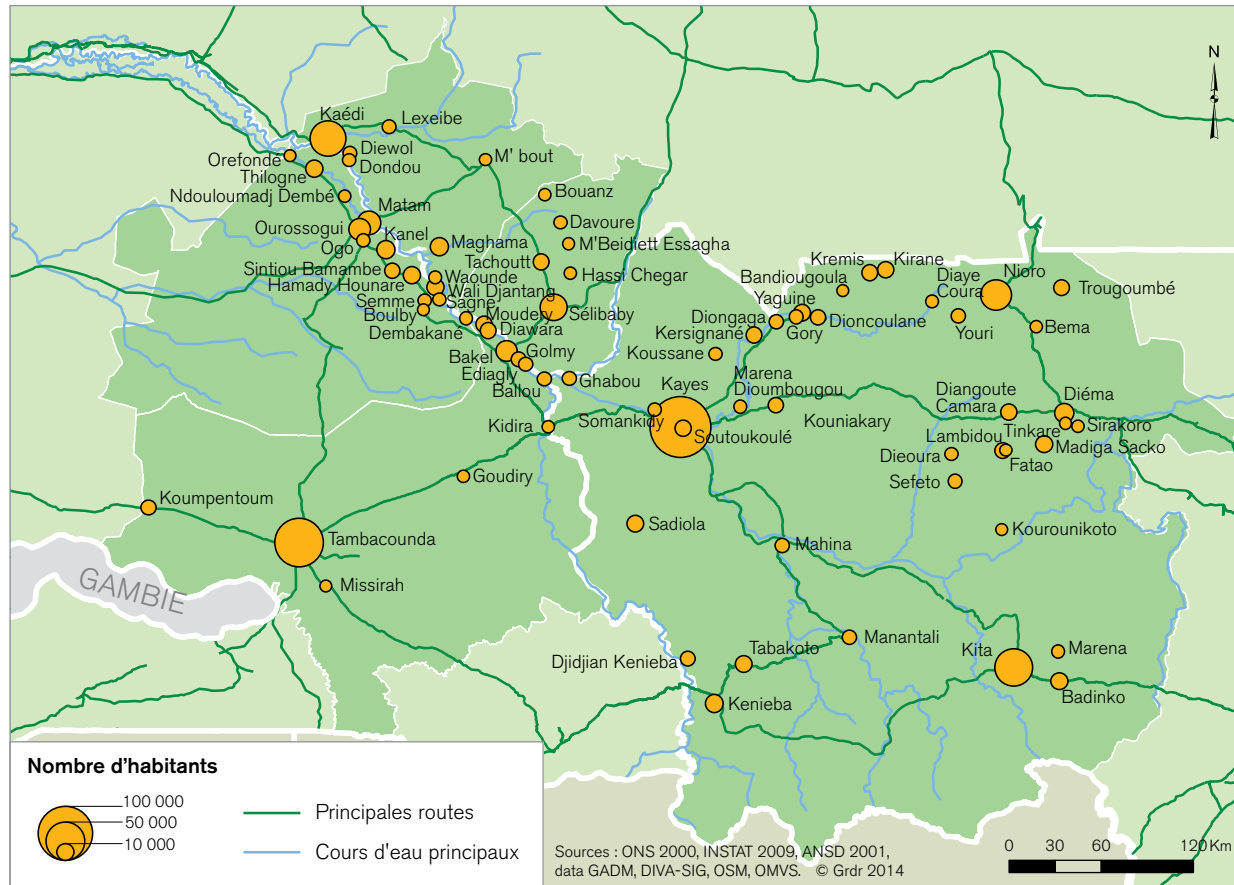 N
Kaédi
Lexeibe
Diewol
Dondou
Orefonde
Thilogne
M' bout
Ndouloumadj Dembé
Bouanz
Matam
Davoure
Ourossogui
Kanel
Ogo
Maghama
M'Beidiett Essagha
Tachoutt
Sintiou Bamambe
Waounde
Hassi Chegar
Hamady Hounare
Wali Djantang
Semme
Sagne
Boulby
Moudery
Sélibaby
Dembakané
Diawara
Bakel
Golmy
Ediagly
Ballou
Ghabou
Kidira
Goudiry
Koumpentoum
Tambacounda
Missirah
GAMBIE
Kremis
Kirane
Bandiougoula
Diaye
Coura
Nioro
Trougoumbé
Yaguine
Diongaga
Gory
Dioncoulane
Youri
Bema
Kersignané
Koussane
Marena
Dioumbougou
Kayes
Kouniakary
Somankidy
Soutoukoulé
Diangoute
Camara
Diéma
Tinkare
Sirakoro
Lambidou
Madiga Sacko
Dieoura
Fatao
Sefeto
Sadiola
Kourounikoto
Mahina
Manantali
Djidjian Kenieba
Tabakoto
Kita
Marena
Badinko
Kenieba
Nombre d'habitants
100 000
50 000
10 000
Principales routes
Cours d'eau principaux
Sources : ONS 2000, INSTAT 2009, ANSD 2001,
data GADM, DIVA-SIG, OSM, OMVS. © Grdr 2014
0 30 60 120 Km